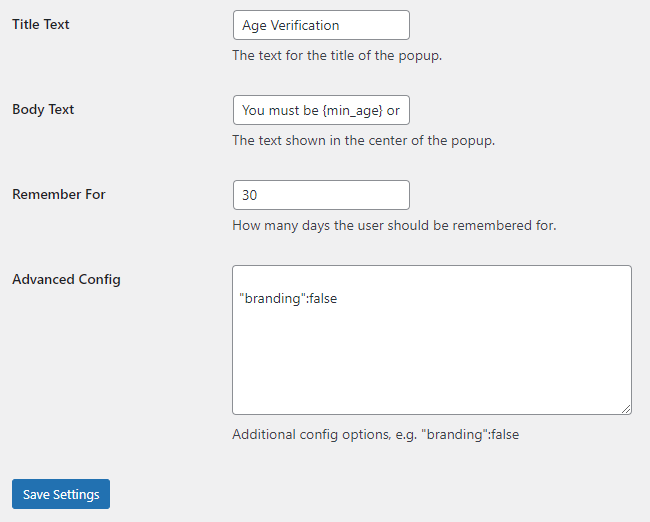 Title Text
Age Verification
The text for the title of the popup.
Body Text
You must be {min_age} or
The text shown in the center of the popup.
Remember For
30
How many days the user should be remembered for.
Advanced Config
"branding":false
Additional config options, e.g. "branding":false
Save Settings